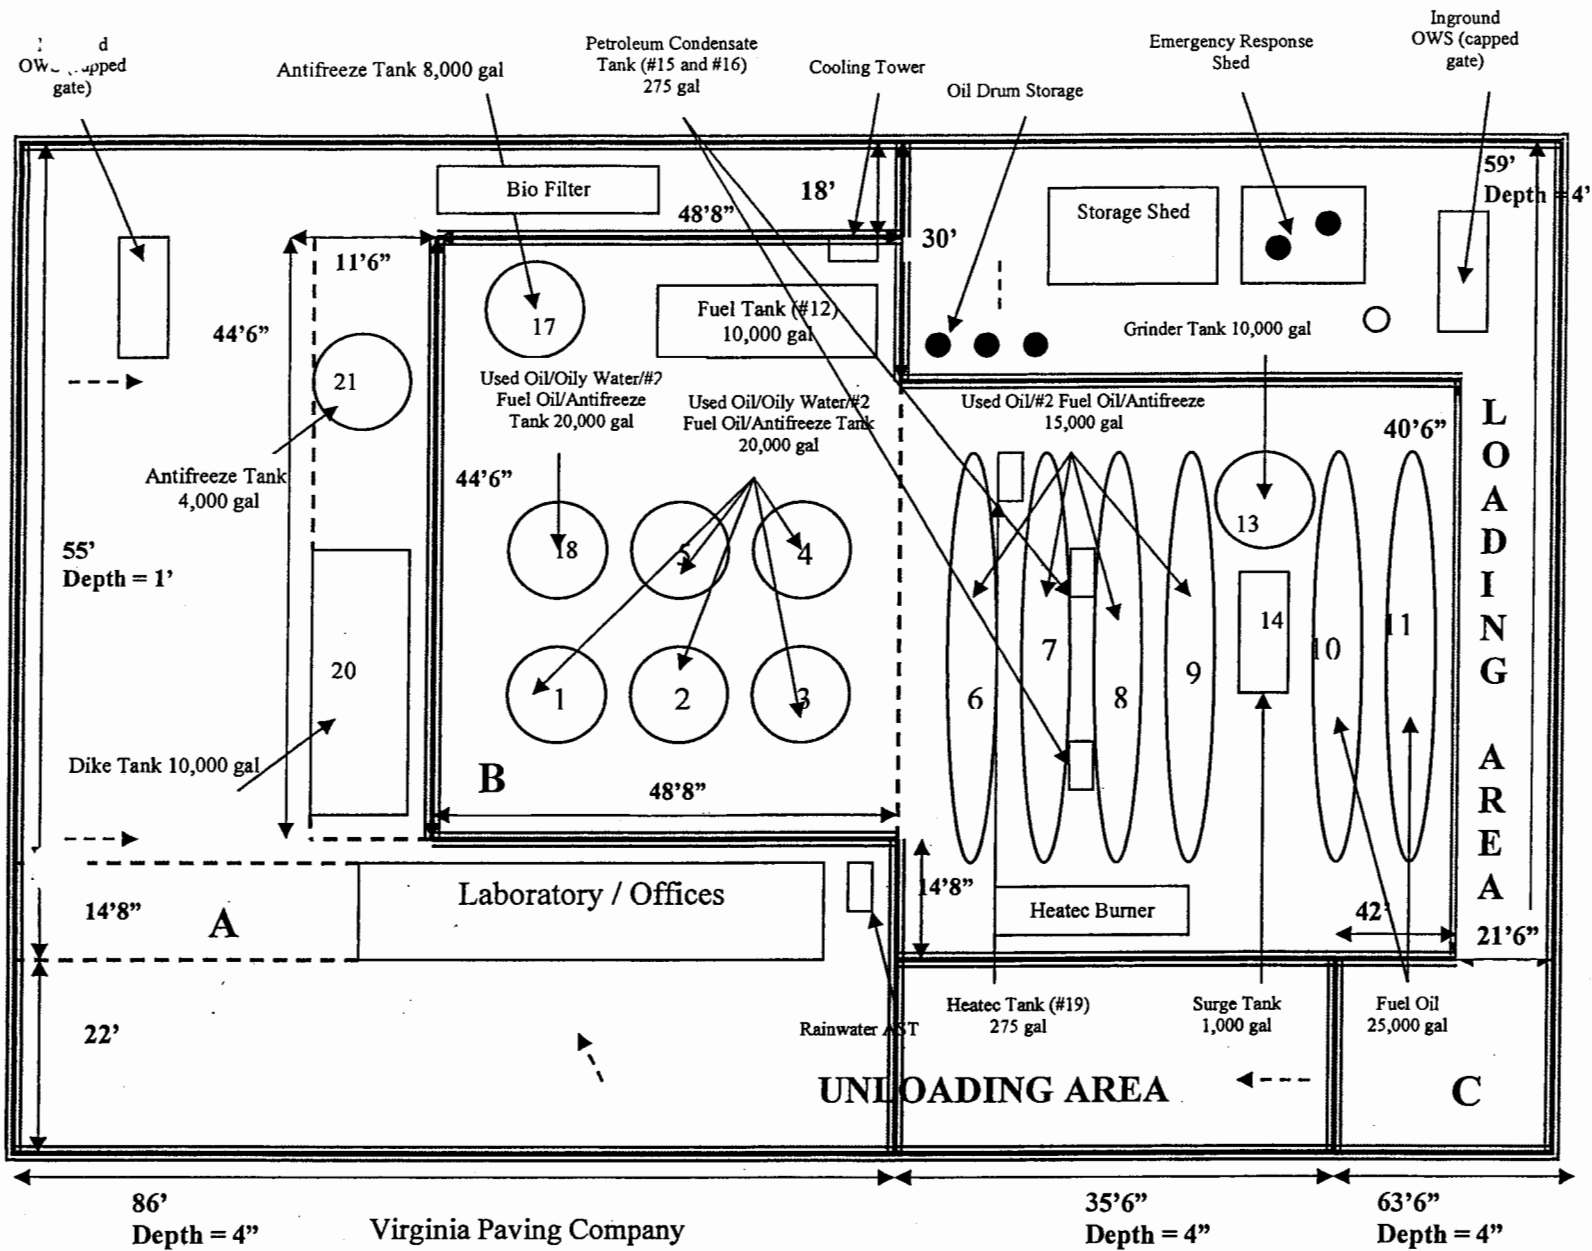 d
gate)
Antifreeze Tank 8,000 gal
Petroleum Condensate
Tank (#15 and #16)
275 gal
Cooling Tower
Oil Drum Storage
Emergency Response
Shed
Inground
OWS (capped
gate)
Bio Filter
18'
48'8"
30'
Storage Shed
59'
Depth = 4'
11'6"
44'6"
17
Fuel Tank (#12)
10,000 gal
Grinder Tank 10,000 gal
21
Used Oil/Oily Water/#2
Fuel Oil/Antifreeze
Tank 20,000 gal
Used Oil/Oily Water/#2
Fuel Oil/Antifreeze Tank
20,000 gal
Used Oil/#2 Fuel Oil/Antifreeze
15,000 gal
40'6"
Antifreeze Tank
4,000 gal
44'6"
18
5
4
13
55'
Depth = 1'
20
1
2
3
6
7
8
9
14
10
11
LOADING AREA
Dike Tank 10,000 gal
B
48'8"
14'8"
A
Laboratory / Offices
14'8"
Heatec Burner
42'
21'6"
22'
Rainwater AST
Heatec Tank (#19)
275 gal
Surge Tank
1,000 gal
Fuel Oil
25,000 gal
UNLOADING AREA
C
86'
Depth = 4"
Virginia Paving Company
35'6"
Depth = 4"
63'6"
Depth = 4"